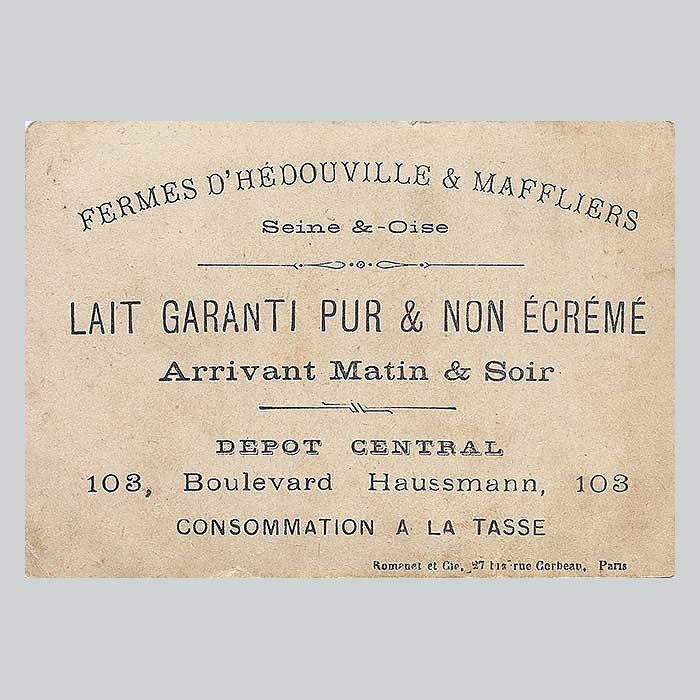 FERMES D'HÉDOUVILLE & MAFFLIERS
Seine &-Oise
LAIT GARANTI PUR & NON ÉCRÉMÉ
Arrivant Matin & Soir
DEPOT CENTRAL
103, Boulevard Haussmann, 103
CONSOMMATION A LA TASSE
Romanet et Cie, 27 bis rue Corbeau, Paris